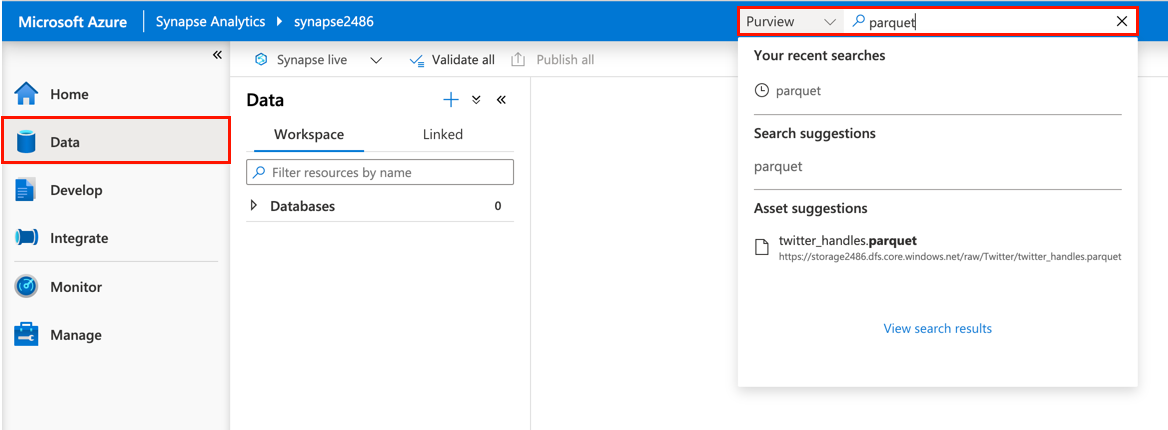 Microsoft Azure Synapse Analytics synapse2486 Purview parquet
Synapse live Validate all Publish all
Home
Data
Develop
Integrate
Monitor
Manage
Data
Workspace Linked
Filter resources by name
Databases 0
Your recent searches
parquet
Search suggestions
parquet
Asset suggestions
twitter_handles.parquet
https://storage2486.dfs.core.windows.net/raw/Twitter/twitter_handles.parquet
View search results